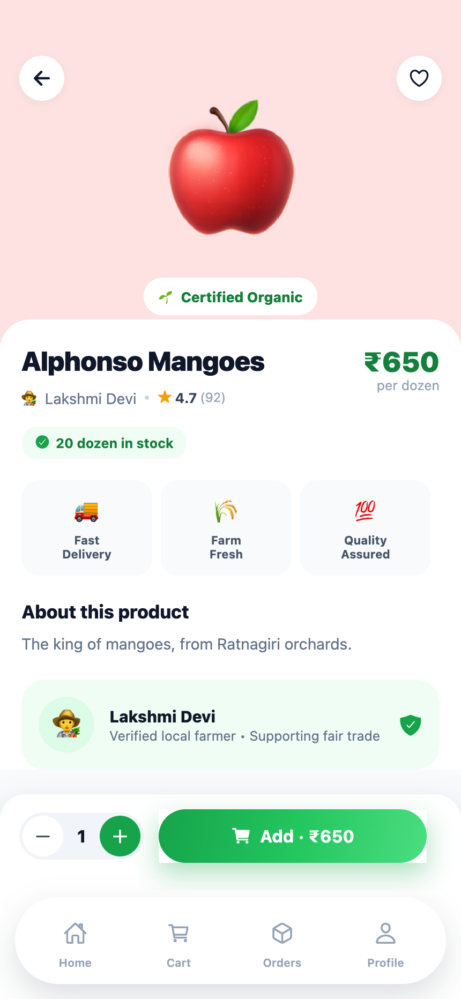 Certified Organic
Alphonso Mangoes
₹650
per dozen
Lakshmi Devi • 4.7 (92)
20 dozen in stock
Fast
Delivery
Farm
Fresh
100
Quality
Assured
About this product
The king of mangoes, from Ratnagiri orchards.
Lakshmi Devi
Verified local farmer • Supporting fair trade
1
Add · ₹650
Home
Cart
Orders
Profile